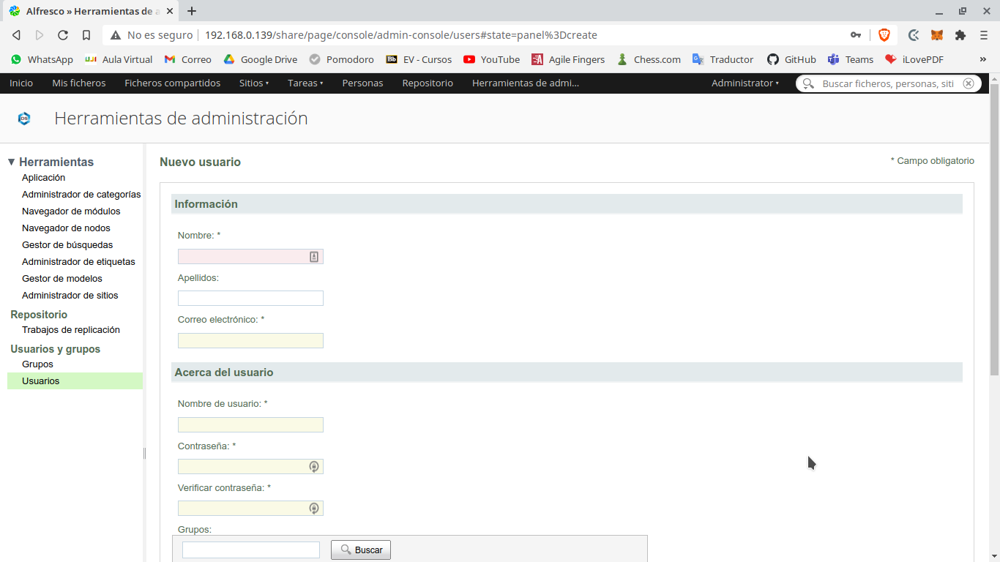 Alfresco » Herramientas de a
No es seguro 192.168.0.139/share/page/console/admin-console/users#state=panel%3Dcreate
WhatsApp Aula Virtual Correo Google Drive Pomodoro Bb EV - Cursos YouTube Agile Fingers Chess.com Traductor GitHub Teams iLovePDF »
Inicio Mis ficheros Ficheros compartidos Sitios Tareas Personas Repositorio Herramientas de admi... Administrator Buscar ficheros, personas, siti
Herramientas de administración
Herramientas
Aplicación
Administrador de categorías
Navegador de módulos
Navegador de nodos
Gestor de búsquedas
Administrador de etiquetas
Gestor de modelos
Administrador de sitios
Repositorio
Trabajos de replicación
Usuarios y grupos
Grupos
Usuarios
Nuevo usuario
* Campo obligatorio
Información
Nombre: *
Apellidos:
Correo electrónico: *
Acerca del usuario
Nombre de usuario: *
Contraseña: *
Verificar contraseña: *
Grupos:
Buscar